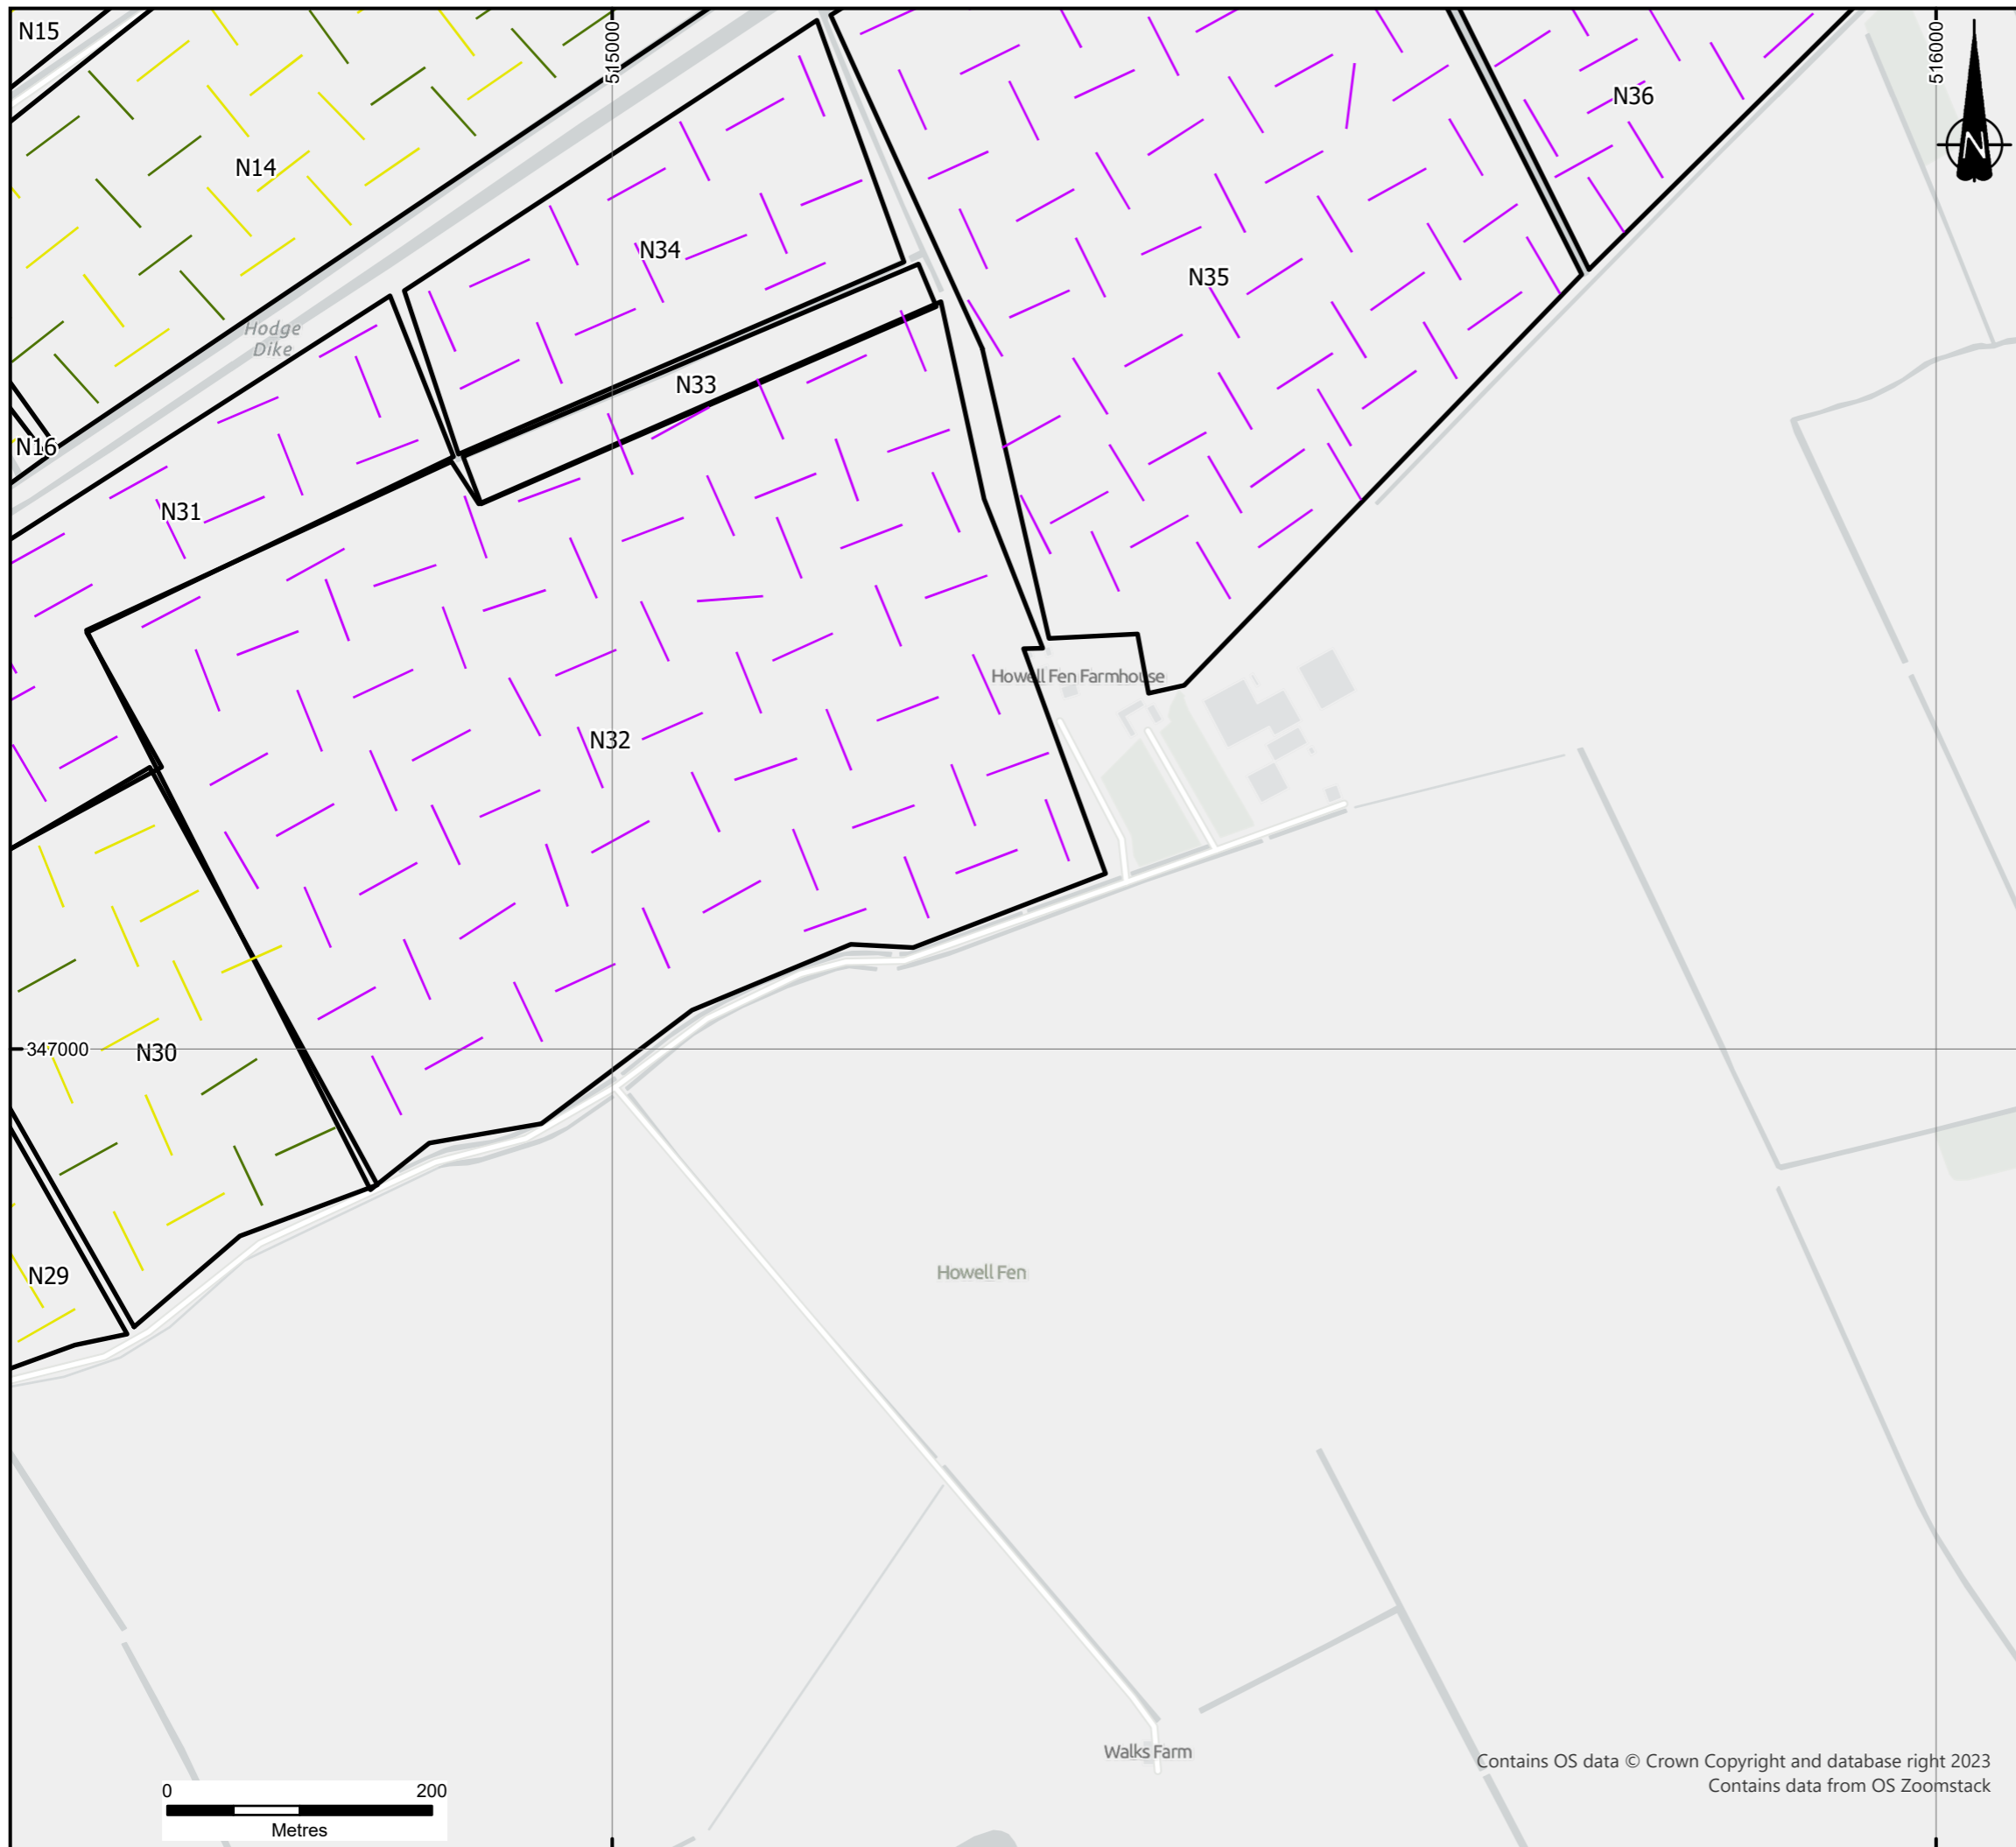 N15
515000
516000
N36
N14
N34
N35
Hodge
Dike
N33
N16
N31
Howell Fen Farmhouse
N32
347000
N30
N29
Howell Fen
Walks Farm
Contains OS data © Crown Copyright and database right 2023
Contains data from OS Zoomstack
0 200
Metres
N